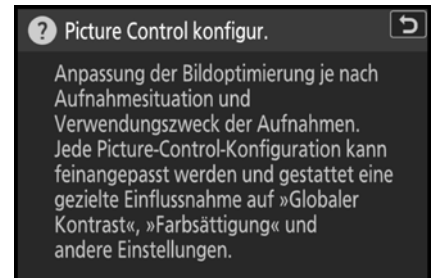 Picture Control konfigur.
Anpassung der Bildoptimierung je nach
Aufnahmesituation und
Verwendungszweck der Aufnahmen.
Jede Picture-Control-Konfiguration kann
feinangepasst werden und gestattet eine
gezielte Einflussnahme auf »Globaler
Kontrast«, »Farbsättigung« und
andere Einstellungen.